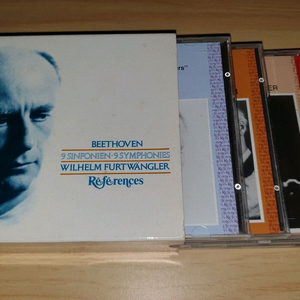 BEETHOVEN
9 SINFONIEN·9 SYMPHONIES
WILHELM FURTWÄNGLER
Références